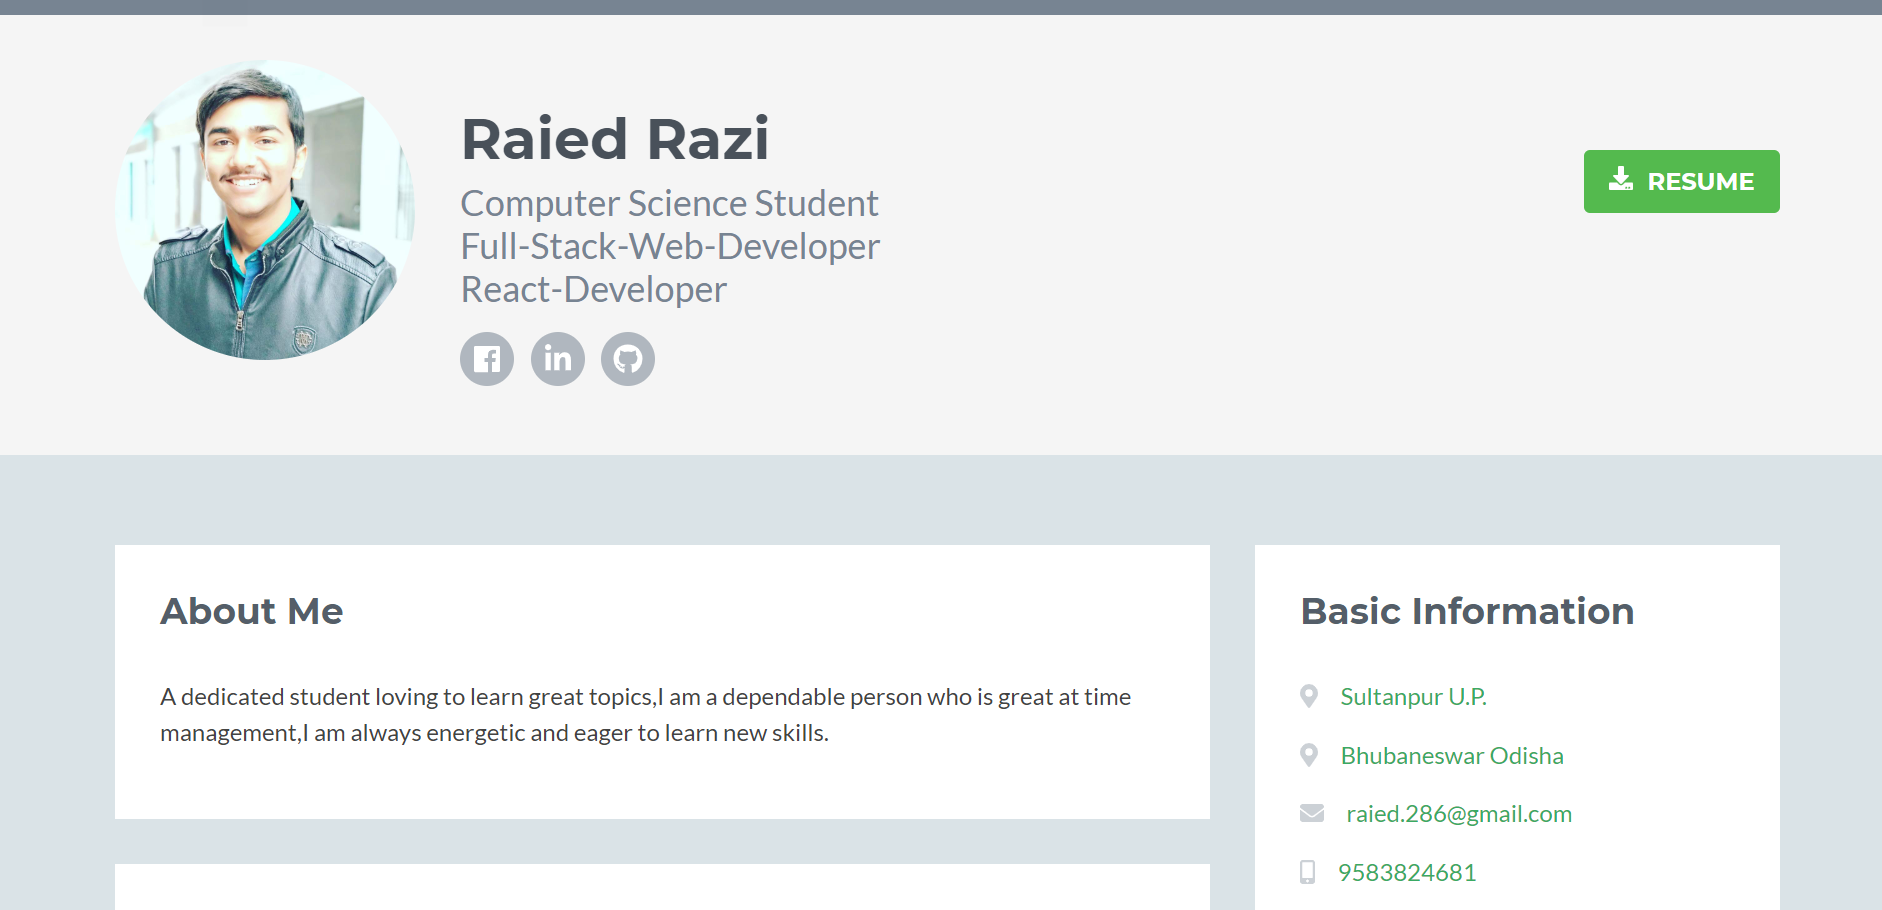 Raied Razi
Computer Science Student
Full-Stack-Web-Developer
React-Developer
RESUME
About Me
A dedicated student loving to learn great topics,I am a dependable person who is great at time
management,I am always energetic and eager to learn new skills.
Basic Information
Sultanpur U.P.
Bhubaneswar Odisha
raied.286@gmail.com
9583824681